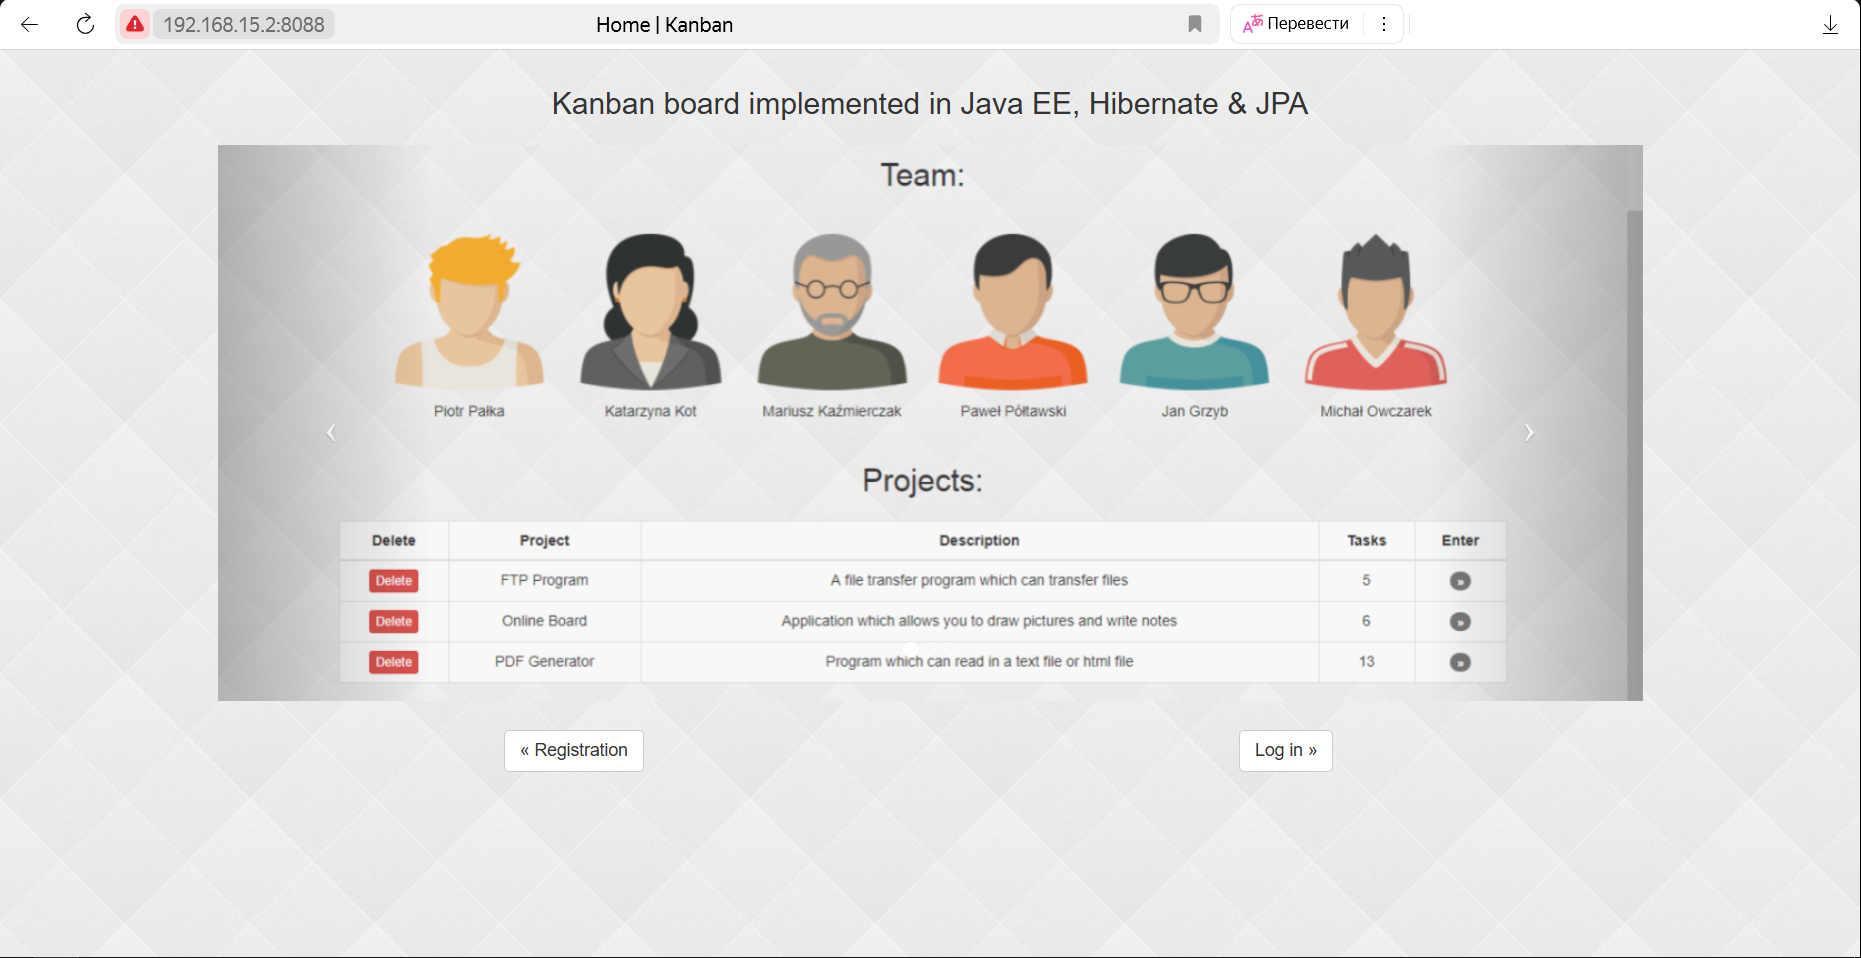 192.168.15.2:8088 Home | Kanban Перевести
Kanban board implemented in Java EE, Hibernate & JPA
Team:
Piotr Pałka Katarzyna Kot Mariusz Kaźmierczak Paweł Półtawski Jan Grzyb Michał Owczarek
Projects:
Delete Project Description Tasks Enter
Delete FTP Program A file transfer program which can transfer files 5 »
Delete Online Board Application which allows you to draw pictures and write notes 6 »
Delete PDF Generator Program which can read in a text file or html file 13 »
« Registration Log in »